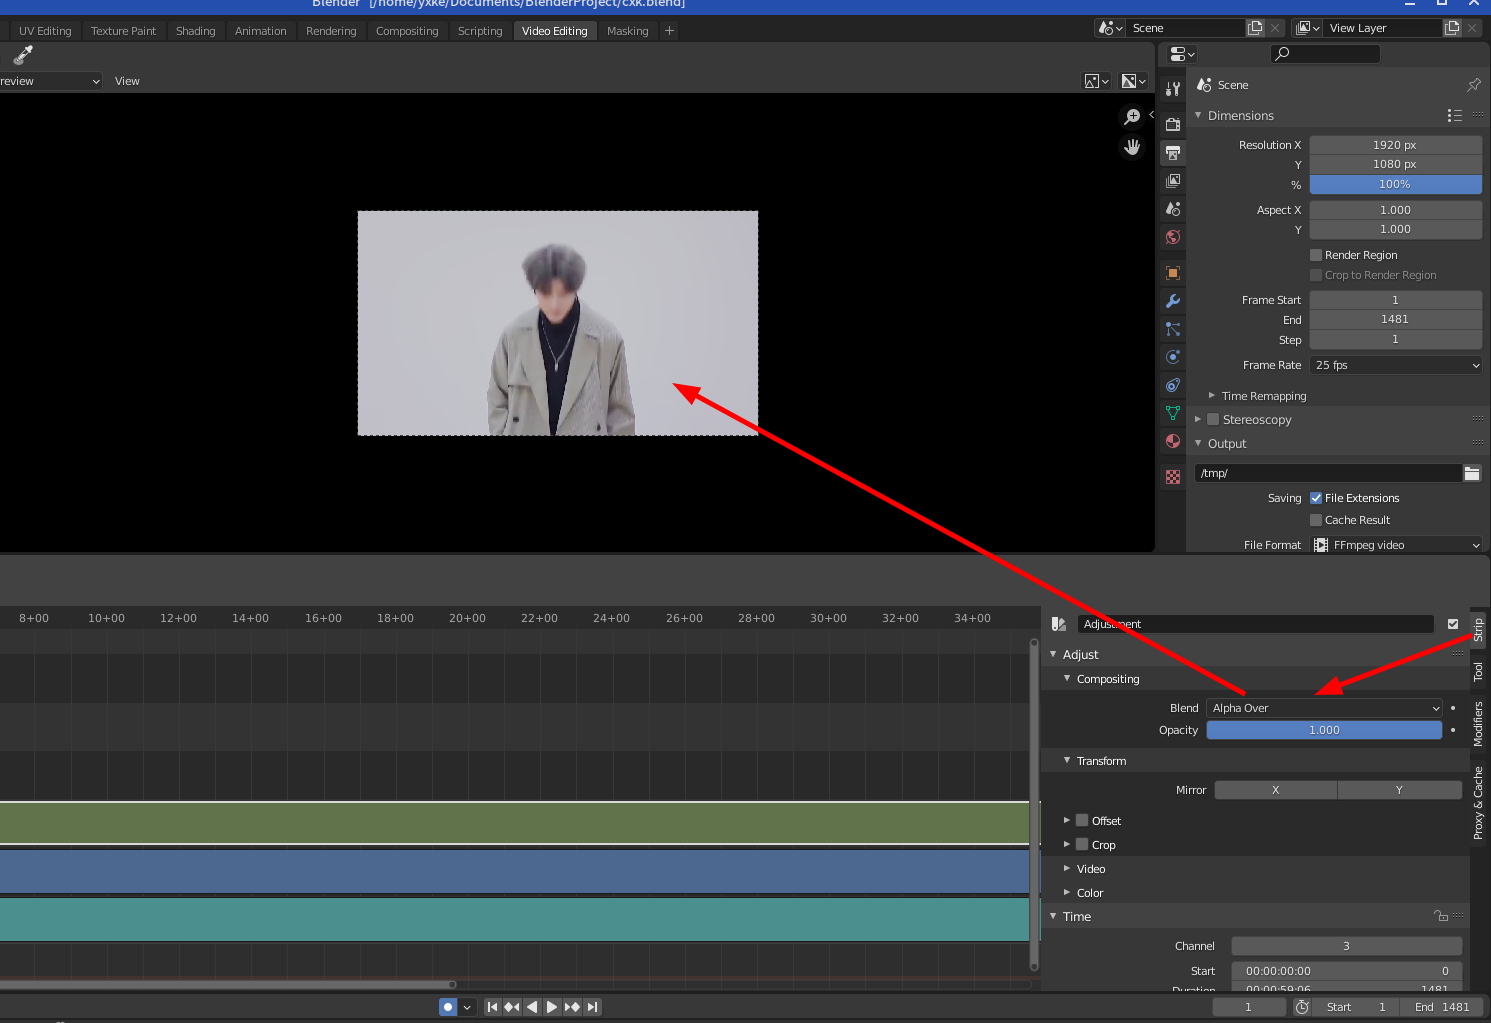 Blender [/home/yxke/Documents/BlenderProject/cxk.blend]
UV Editing Texture Paint Shading Animation Rendering Compositing Scripting Video Editing Masking +
Scene
View Layer
review View
Scene
Dimensions
Resolution X 1920 px
Y 1080 px
% 100%
Aspect X 1.000
Y 1.000
Render Region
Crop to Render Region
Frame Start 1
End 1481
Step 1
Frame Rate 25 fps
Time Remapping
Stereoscopy
Output
/tmp/
Saving File Extensions
Cache Result
File Format FFmpeg video
8+00 10+00 12+00 14+00 16+00 18+00 20+00 22+00 24+00 26+00 28+00 30+00 32+00 34+00
Adjustment
Strip
Tool
Modifiers
Proxy & Cache
Adjust
Compositing
Blend Alpha Over
Opacity 1.000
Transform
Mirror X Y
Offset
Crop
Video
Color
Time
Channel 3
Start 00:00:00:00 0
Duration 00:00:59:06 1481
1 Start 1 End 1481